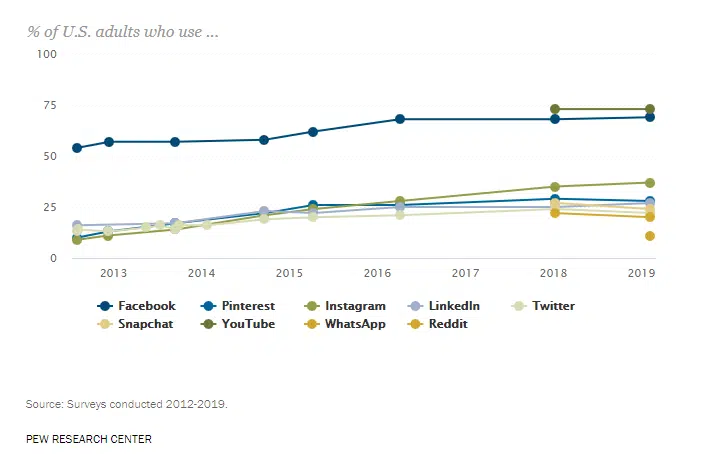 % of U.S. adults who use ...
100
75
50
25
0
2013 2014 2015 2016 2017 2018 2019
Facebook Pinterest Instagram LinkedIn Twitter
Snapchat YouTube WhatsApp Reddit
Source: Surveys conducted 2012-2019.
PEW RESEARCH CENTER